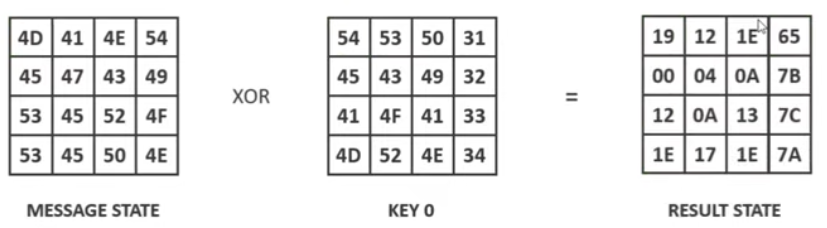 4D 41 4E 54 54 53 50 31 19 12 1E 65
45 47 43 49 45 43 49 32 00 04 0A 7B
XOR =
53 45 52 4F 41 4F 41 33 12 0A 13 7C
53 45 50 4E 4D 52 4E 34 1E 17 1E 7A
MESSAGE STATE KEY 0 RESULT STATE